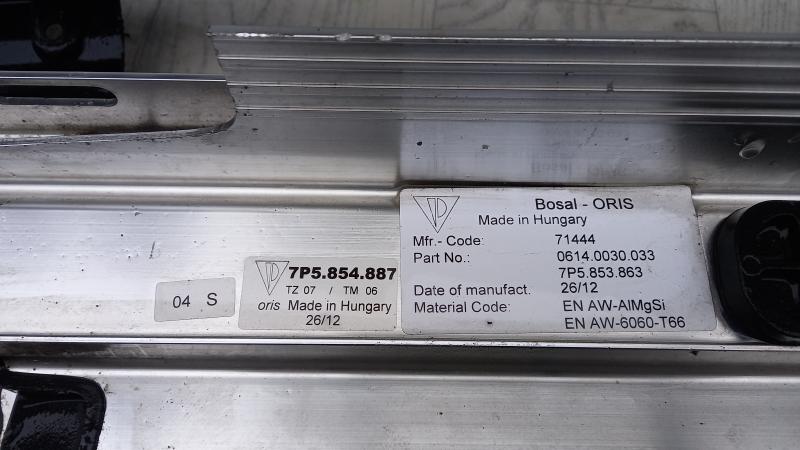 04 S
7P5.854.887
TZ 07 / TM 06
oris Made in Hungary
26/12
Bosal - ORIS
Made in Hungary
Mfr.- Code: 71444
Part No.: 0614.0030.033
7P5.853.863
Date of manufact. 26/12
Material Code: EN AW-AlMgSi
EN AW-6060-T66